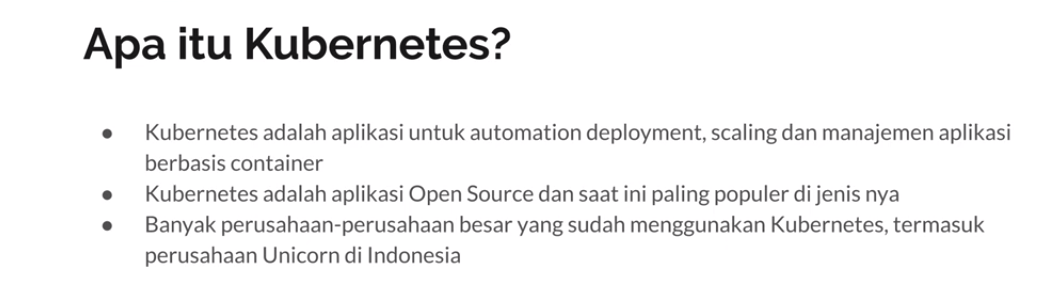 Apa itu Kubernetes?
● Kubernetes adalah aplikasi untuk automation deployment, scaling dan manajemen aplikasi
berbasis container
● Kubernetes adalah aplikasi Open Source dan saat ini paling populer di jenis nya
● Banyak perusahaan-perusahaan besar yang sudah menggunakan Kubernetes, termasuk
perusahaan Unicorn di Indonesia